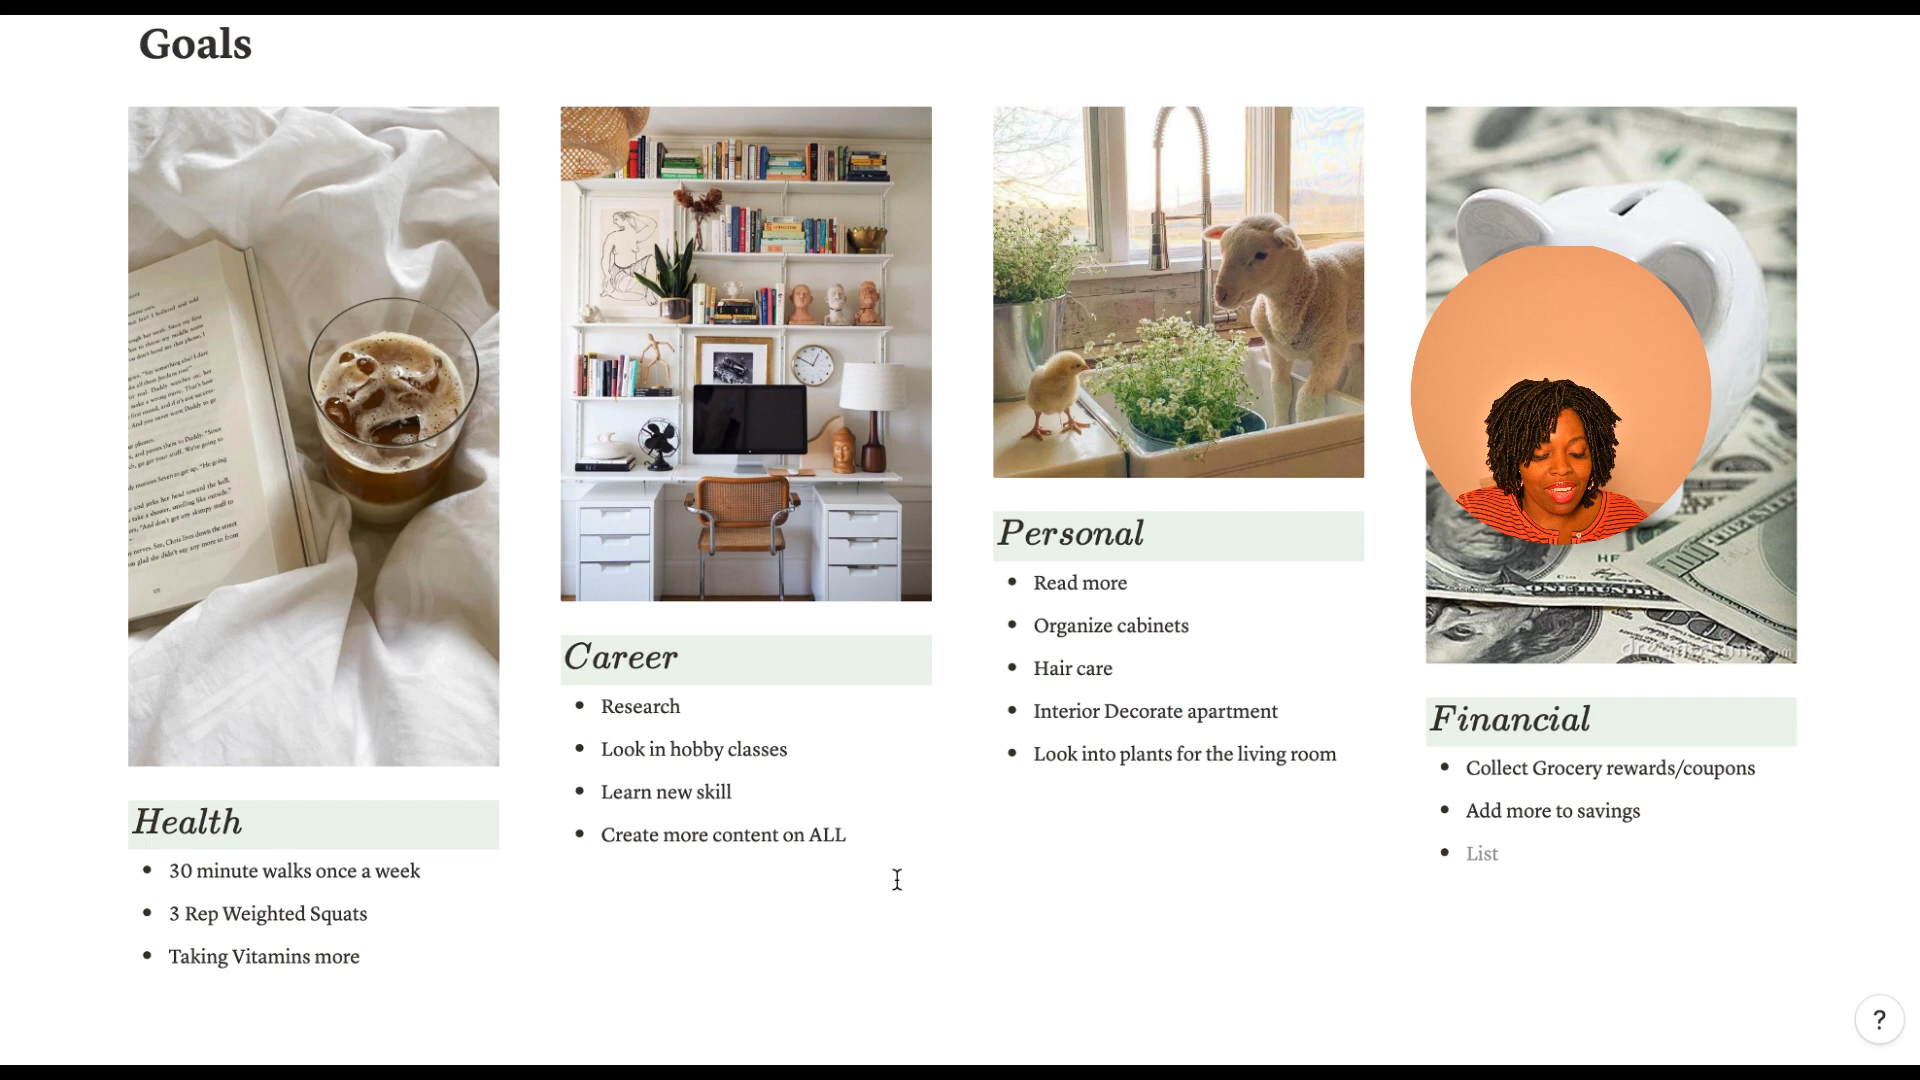 Goals
Health
30 minute walks once a week
3 Rep Weighted Squats
Taking Vitamins more
Career
Research
Look in hobby classes
Learn new skill
Create more content on ALL
Personal
Read more
Organize cabinets
Hair care
Interior Decorate apartment
Look into plants for the living room
Financial
Collect Grocery rewards/coupons
Add more to savings
List
?